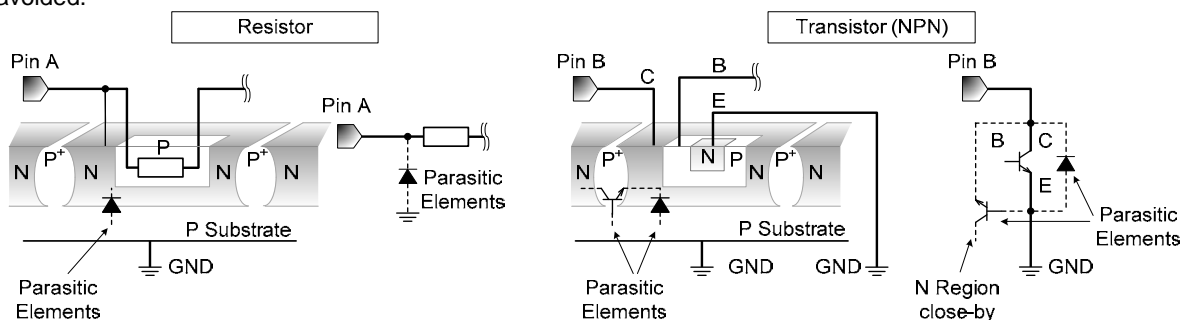 avoided.
Resistor
Transistor (NPN)
Pin A
Pin A
N P+ N P N P+ N
Parasitic
Elements
P Substrate
GND
Parasitic
Elements
Pin B
C
B
E
N P+ N P N P+ N
P Substrate
GND
GND
Parasitic
Elements
Pin B
B
C
E
Parasitic
Elements
GND
N Region
close-by